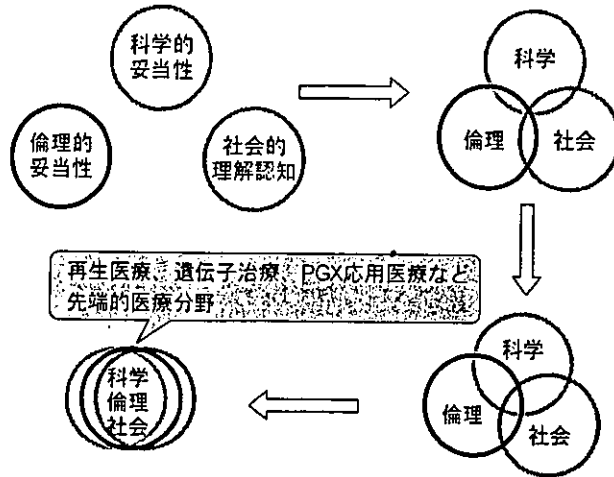 科学的
妥当性
倫理的
妥当性
社会的
理解認知
科学
倫理
社会
再生医療、遺伝子治療、PGX応用医療など
先端的医療分野
科学
倫理
社会
科学
倫理
社会